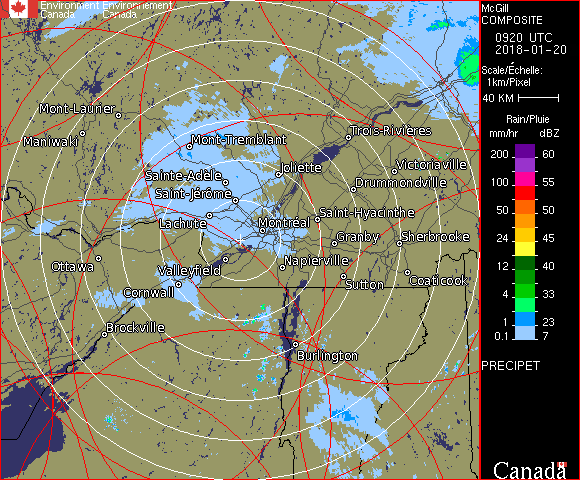 Environment Environnement
Canada Canada
McGill
COMPOSITE
0920 UTC
2018-01-20
Scale/Échelle:
1km/Pixel
40 KM
Rain/Pluie
mm/hr dBZ
200 60
100 55
80 50
50 45
24 40
12 33
4 33
1 23
0.1 7
PRECIPET
Canada
Mont-Laurier
Maniwaki
Mont-Tremblant
Trois-Rivières
Joliette
Victoriaville
Sainte-Adèle
Drummondville
Saint-Jérôme
Saint-Hyacinthe
Lachute
Montréal
Granby
Sherbrooke
Ottawa
Valleyfield
Napierville
Sutton
Coaticook
Cornwall
Brockville
Burlington